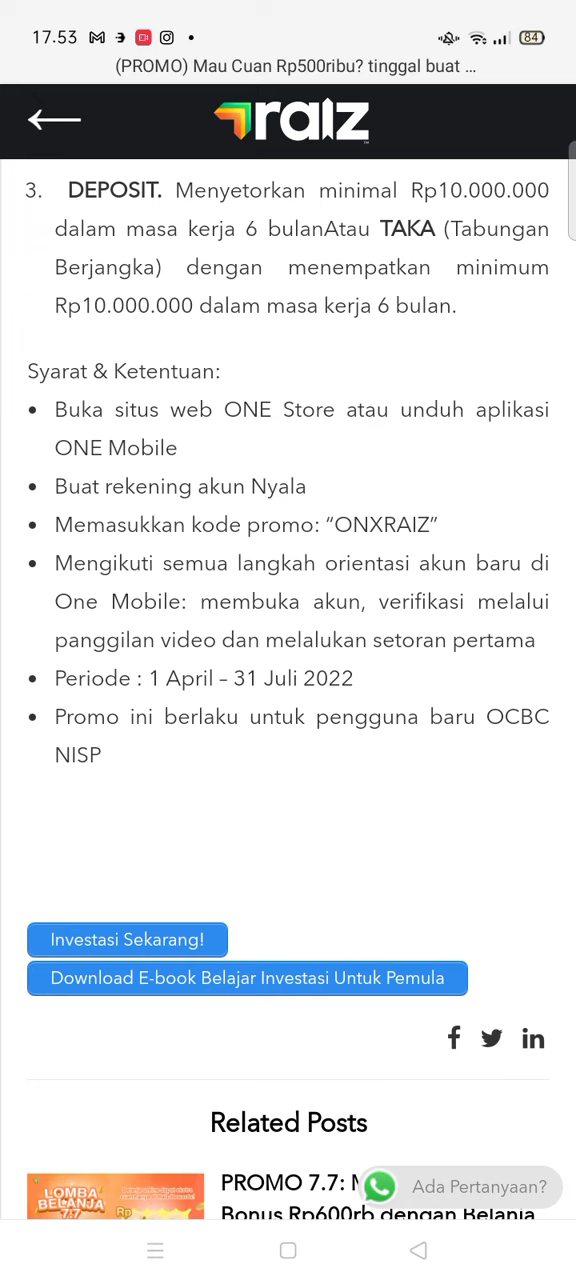 17.53
84
(PROMO) Mau Cuan Rp500ribu? tinggal buat ...
raiz
3. DEPOSIT. Menyetorkan minimal Rp10.000.000
dalam masa kerja 6 bulanAtau TAKA (Tabungan
Berjangka) dengan menempatkan minimum
Rp10.000.000 dalam masa kerja 6 bulan.
Syarat & Ketentuan:
• Buka situs web ONE Store atau unduh aplikasi
ONE Mobile
• Buat rekening akun Nyala
• Memasukkan kode promo: “ONXRAIZ”
• Mengikuti semua langkah orientasi akun baru di
One Mobile: membuka akun, verifikasi melalui
panggilan video dan melalukan setoran pertama
• Periode : 1 April – 31 Juli 2022
• Promo ini berlaku untuk pengguna baru OCBC
NISP
Investasi Sekarang!
Download E-book Belajar Investasi Untuk Pemula
Related Posts
LOMBA
BELANJA
7.7
Rp
PROMO 7.7:
Bonus Rp600rb dengan Belanja
Ada Pertanyaan?